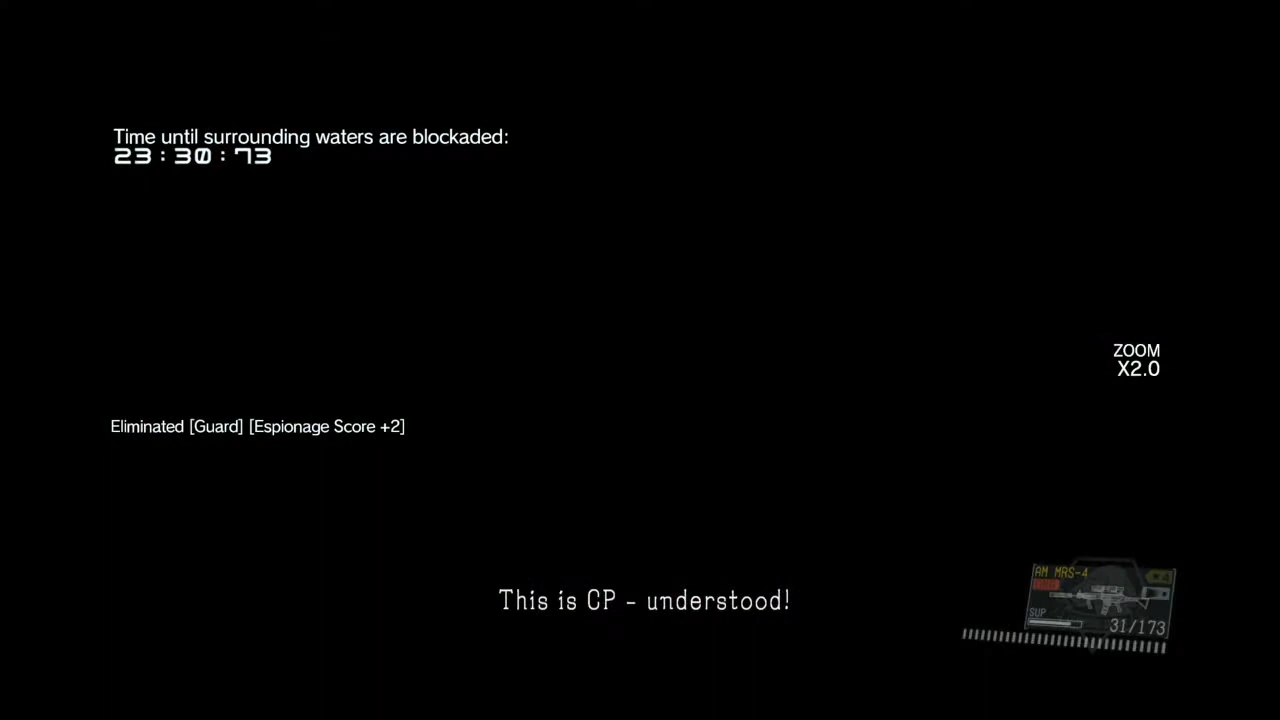 Time until surrounding waters are blockaded:
23:30:73
ZOOM
X2.0
Eliminated [Guard] [Espionage Score +2]
AM MRS-4
SUP
31/173
This is CP - understood!